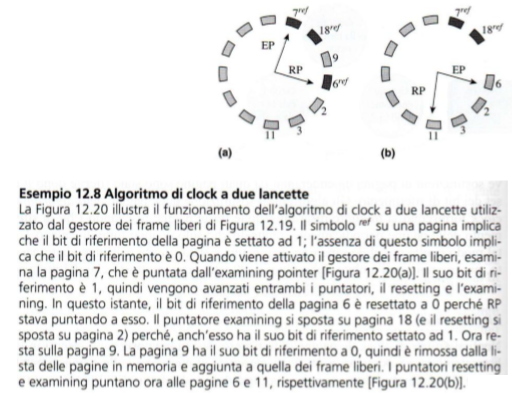 7ref 7ref
18ref 18ref
EP 9
RP 6ref EP 6
RP
2 2
3 3
11 11
(a) (b)
Esempio 12.8 Algoritmo di clock a due lancette
La Figura 12.20 illustra il funzionamento dell'algoritmo di clock a due lancette utiliz-
zato dal gestore dei frame liberi di Figura 12.19. Il simbolo ref su una pagina implica
che il bit di riferimento della pagina è settato ad 1; l'assenza di questo simbolo impli-
ca che il bit di riferimento è 0. Quando viene attivato il gestore dei frame liberi, esami-
na la pagina 7, che è puntata dall'examining pointer [Figura 12.20(a)]. Il suo bit di ri-
ferimento è 1, quindi vengono avanzati entrambi i puntatori, il resetting e l'exami-
ning. In questo istante, il bit di riferimento della pagina 6 è resettato a 0 perché RP
stava puntando a esso. Il puntatore examining si sposta su pagina 18 (e il resetting si
sposta su pagina 2) perché, anch'esso ha il suo bit di riferimento settato ad 1. Ora re-
sta sulla pagina 9. La pagina 9 ha il suo bit di riferimento a 0, quindi è rimossa dalla li-
sta delle pagine in memoria e aggiunta a quella dei frame liberi. I puntatori resetting
e examining puntano ora alle pagine 6 e 11, rispettivamente [Figura 12.20(b)].